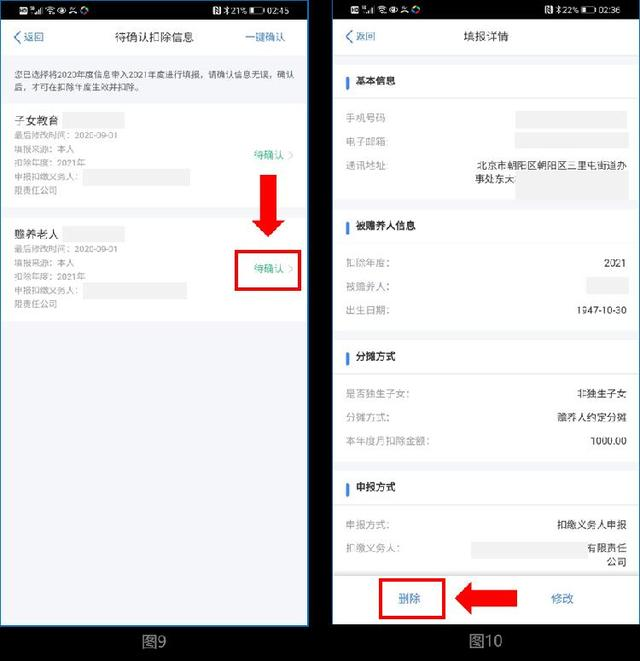 21% 02:45
返回
待确认扣除信息
一键确认
您已选择将2020年度信息带入2021年度进行填报，请确认信息无误，确认
后，才可在扣除年度生效并扣除。
子女教育
最后修改时间：2020-09-01
填报来源：本人
扣除年度：2021年
申报扣缴义务人：
限责任公司
待确认
赡养老人
最后修改时间：2020-09-01
填报来源：本人
扣除年度：2021年
申报扣缴义务人：
限责任公司
待确认
图9
22% 02:36
返回
填报详情
基本信息
手机号码
电子邮箱：
通讯地址：
北京市朝阳区朝阳区三里屯街道办
事处东大
被赡养人信息
扣除年度：
2021
被赡养人：
出生日期：
1947-10-30
分摊方式
是否独生子女：
非独生子女
分摊方式：
赡养人约定分摊
本年度月扣除金额：
1000.00
申报方式
申报方式：
扣缴义务人申报
扣缴义务人：
有限责任
公司
删除
修改
图10